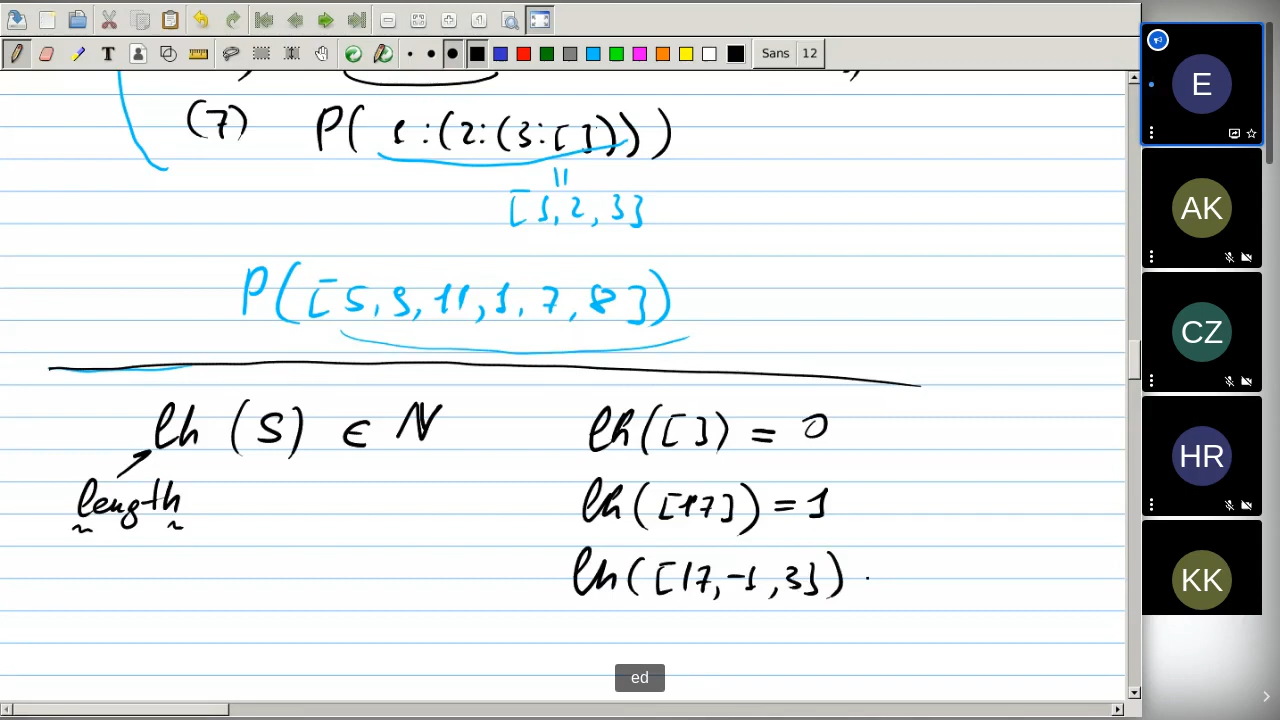 Sans 12
(7) P( 1:(2:(3:[])) )
=
[1, 2, 3]
P([5, 9, 11, 1, 7, 8])
lh (S) ∈ ℕ
length
lh([]) = 0
lh([17]) = 1
lh([17, -1, 3])
ed
E
AK
CZ
HR
KK